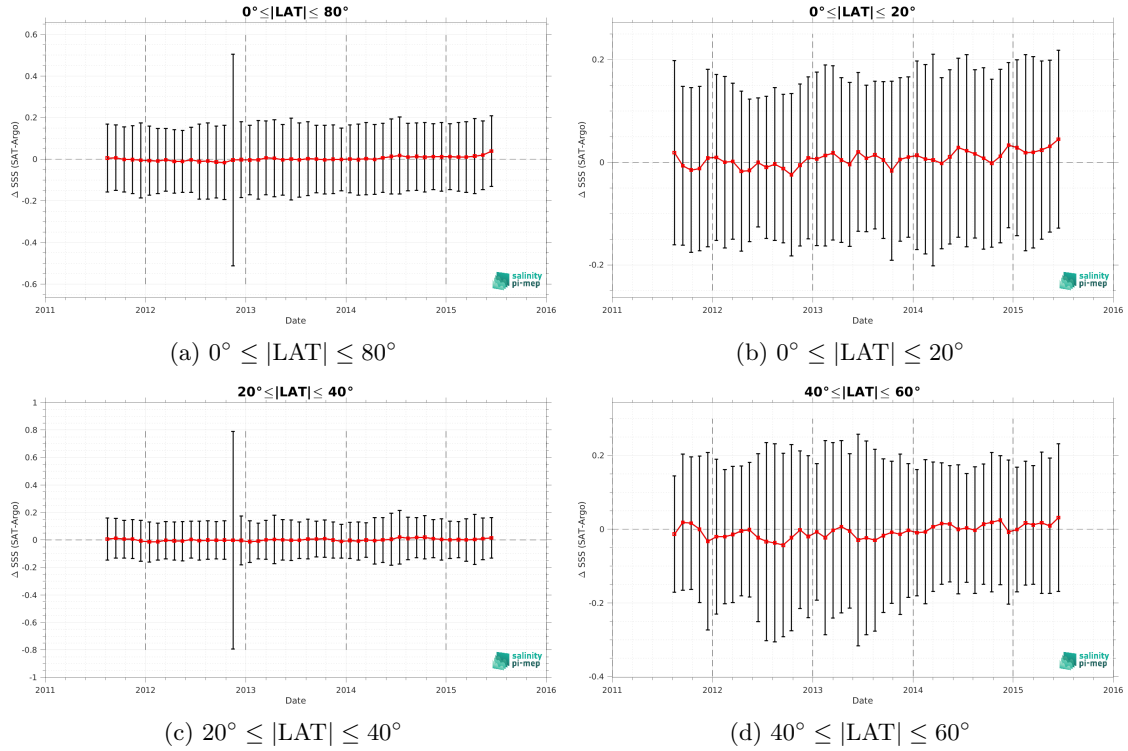 0°≤|LAT|≤ 80°
Δ SSS (SAT-Argo)
0.6
0.4
0.2
0
-0.2
-0.4
-0.6
salinity
pi-mep
2011 2012 2013 2014 2015 2016
Date
(a) 0° ≤ |LAT| ≤ 80°
0°≤|LAT|≤ 20°
Δ SSS (SAT-Argo)
0.2
0
-0.2
salinity
pi-mep
2011 2012 2013 2014 2015 2016
Date
(b) 0° ≤ |LAT| ≤ 20°
20°≤|LAT|≤ 40°
Δ SSS (SAT-Argo)
1
0.8
0.6
0.4
0.2
0
-0.2
-0.4
-0.6
-0.8
-1
salinity
pi-mep
2011 2012 2013 2014 2015 2016
Date
(c) 20° ≤ |LAT| ≤ 40°
40°≤|LAT|≤ 60°
Δ SSS (SAT-Argo)
0.2
0
-0.2
-0.4
salinity
pi-mep
2011 2012 2013 2014 2015 2016
Date
(d) 40° ≤ |LAT| ≤ 60°